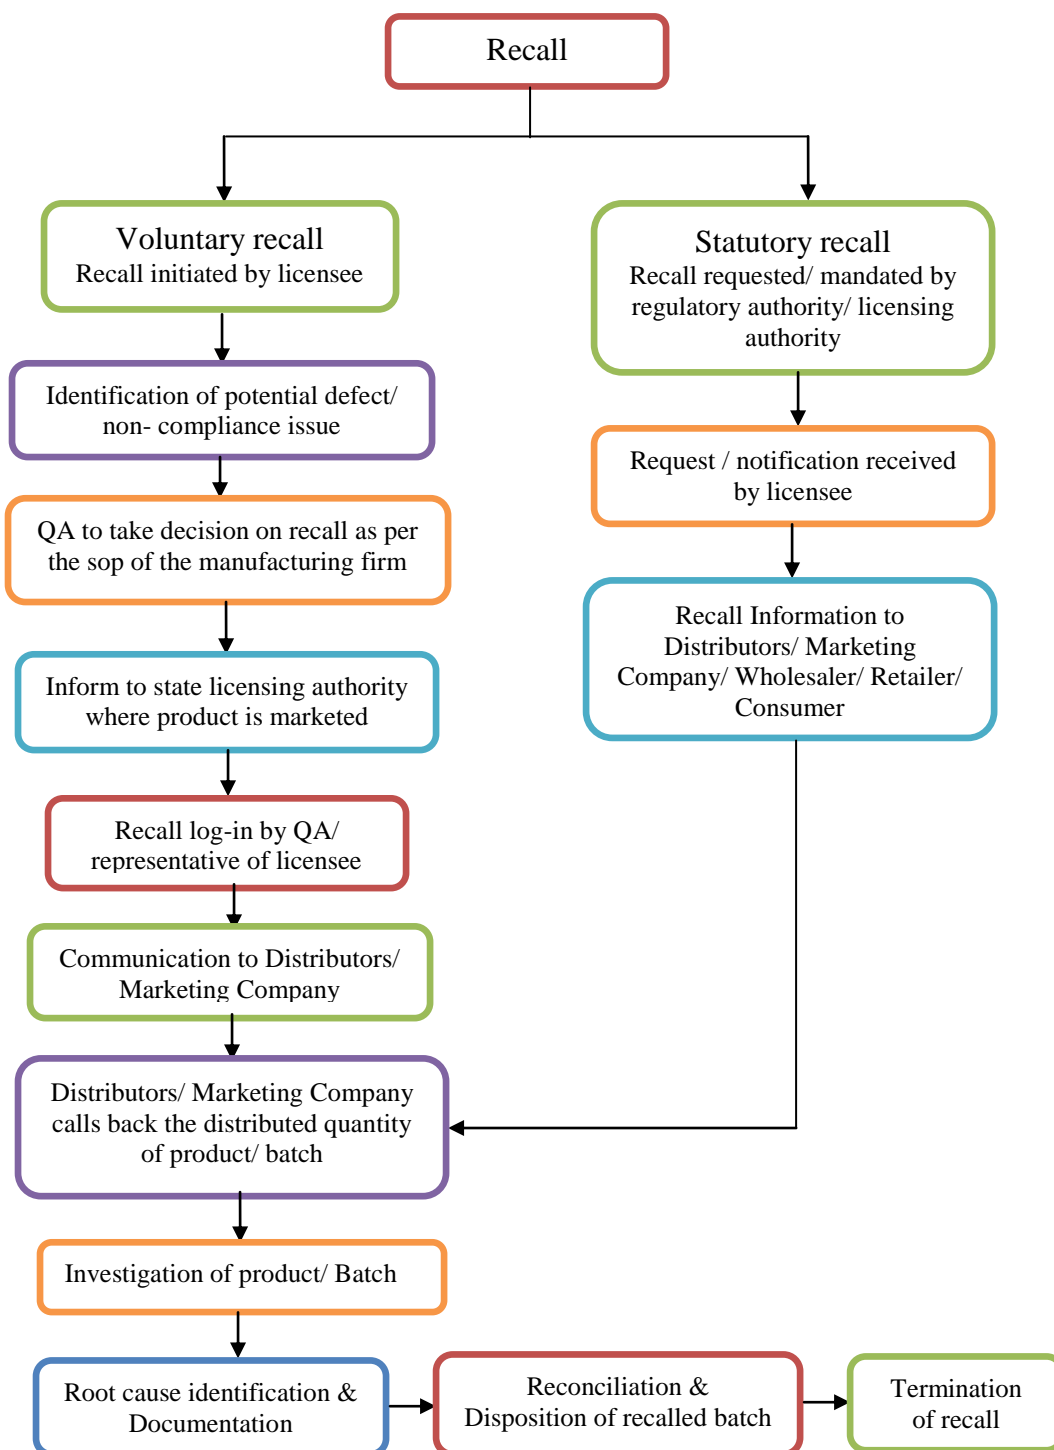 Recall
Voluntary recall
Recall initiated by licensee
Statutory recall
Recall requested/ mandated by
regulatory authority/ licensing
authority
Identification of potential defect/
non- compliance issue
Request / notification received
by licensee
QA to take decision on recall as per
the sop of the manufacturing firm
Recall Information to
Distributors/ Marketing
Company/ Wholesaler/ Retailer/
Consumer
Inform to state licensing authority
where product is marketed
Recall log-in by QA/
representative of licensee
Communication to Distributors/
Marketing Company
Distributors/ Marketing Company
calls back the distributed quantity
of product/ batch
Investigation of product/ Batch
Root cause identification &
Documentation
Reconciliation &
Disposition of recalled batch
Termination
of recall